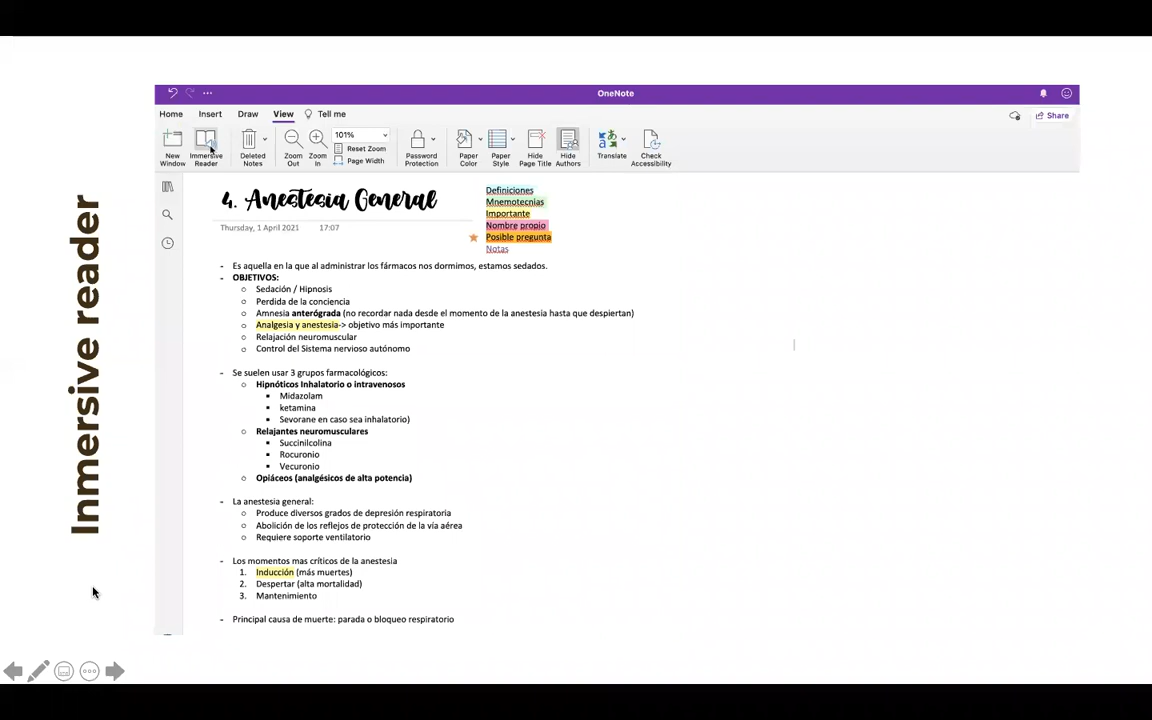 Inmersive reader
OneNote
Home Insert Draw View Tell me
Share
New Window
Immersive Reader
Deleted Notes
Zoom Out
Zoom In
101%
Reset Zoom
Page Width
Password Protection
Paper Color
Paper Style
Hide Page Title
Hide Authors
Translate
Check Accessibility
4. Anestesia General
Thursday, 1 April 2021 17:07
Definiciones
Mnemotecnias
Importante
Nombre propio
Posible pregunta
Notas
- Es aquella en la que al administrar los fármacos nos dormimos, estamos sedados.
- OBJETIVOS:
○ Sedación / Hipnosis
○ Perdida de la conciencia
○ Amnesia anterógrada (no recordar nada desde el momento de la anestesia hasta que despiertan)
○ Analgesia y anestesia-> objetivo más importante
○ Relajación neuromuscular
○ Control del Sistema nervioso autónomo
- Se suelen usar 3 grupos farmacológicos:
○ Hipnóticos Inhalatorio o intravenosos
▪ Midazolam
▪ ketamina
▪ Sevorane en caso sea inhalatorio)
○ Relajantes neuromusculares
▪ Succinilcolina
▪ Rocuronio
▪ Vecuronio
○ Opiáceos (analgésicos de alta potencia)
- La anestesia general:
○ Produce diversos grados de depresión respiratoria
○ Abolición de los reflejos de protección de la vía aérea
○ Requiere soporte ventilatorio
- Los momentos mas críticos de la anestesia
1. Inducción (más muertes)
2. Despertar (alta mortalidad)
3. Mantenimiento
- Principal causa de muerte: parada o bloqueo respiratorio